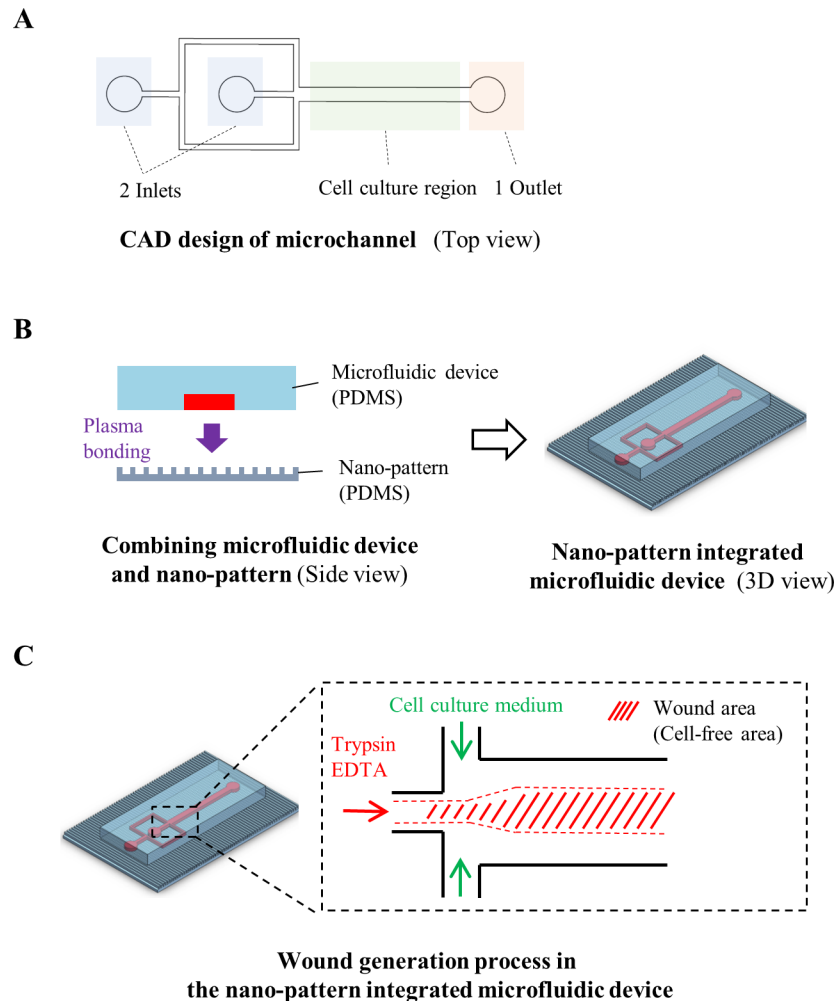 A
2 Inlets
Cell culture region
1 Outlet
CAD design of microchannel (Top view)
B
Microfluidic device
(PDMS)
Plasma
bonding
Nano-pattern
(PDMS)
Combining microfluidic device
and nano-pattern (Side view)
Nano-pattern integrated
microfluidic device (3D view)
C
Cell culture medium
Wound area
(Cell-free area)
Trypsin
EDTA
Wound generation process in
the nano-pattern integrated microfluidic device